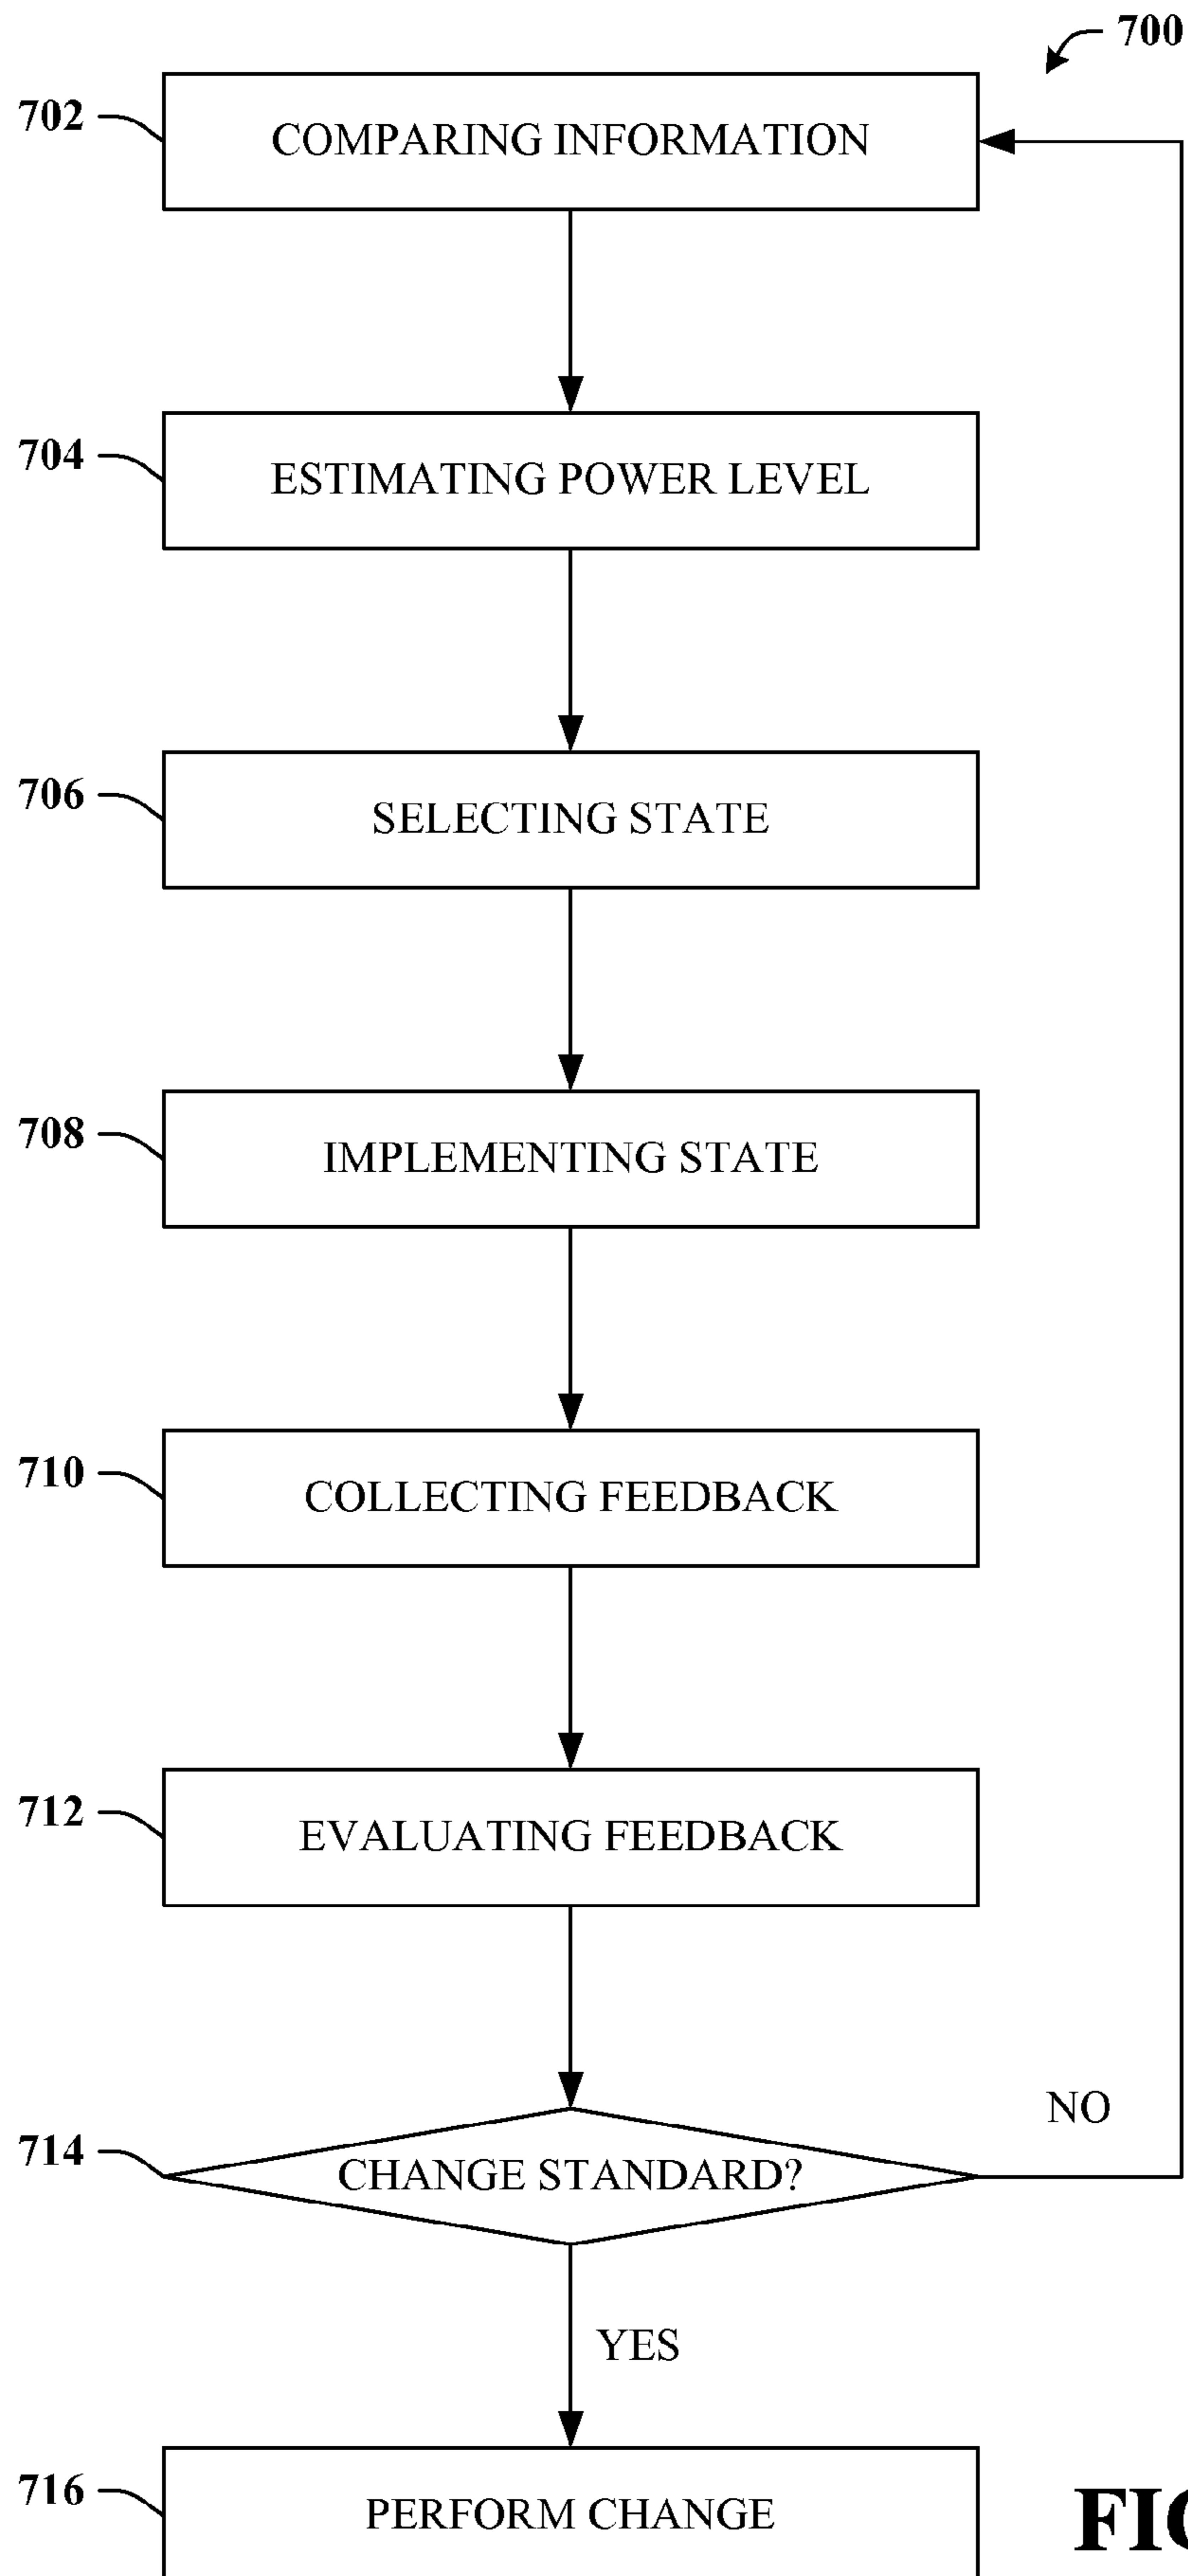 700
702
COMPARING INFORMATION
704
ESTIMATING POWER LEVEL
706
SELECTING STATE
708
IMPLEMENTING STATE
710
COLLECTING FEEDBACK
712
EVALUATING FEEDBACK
NO
714
CHANGE STANDARD?
YES
716
PERFORM CHANGE